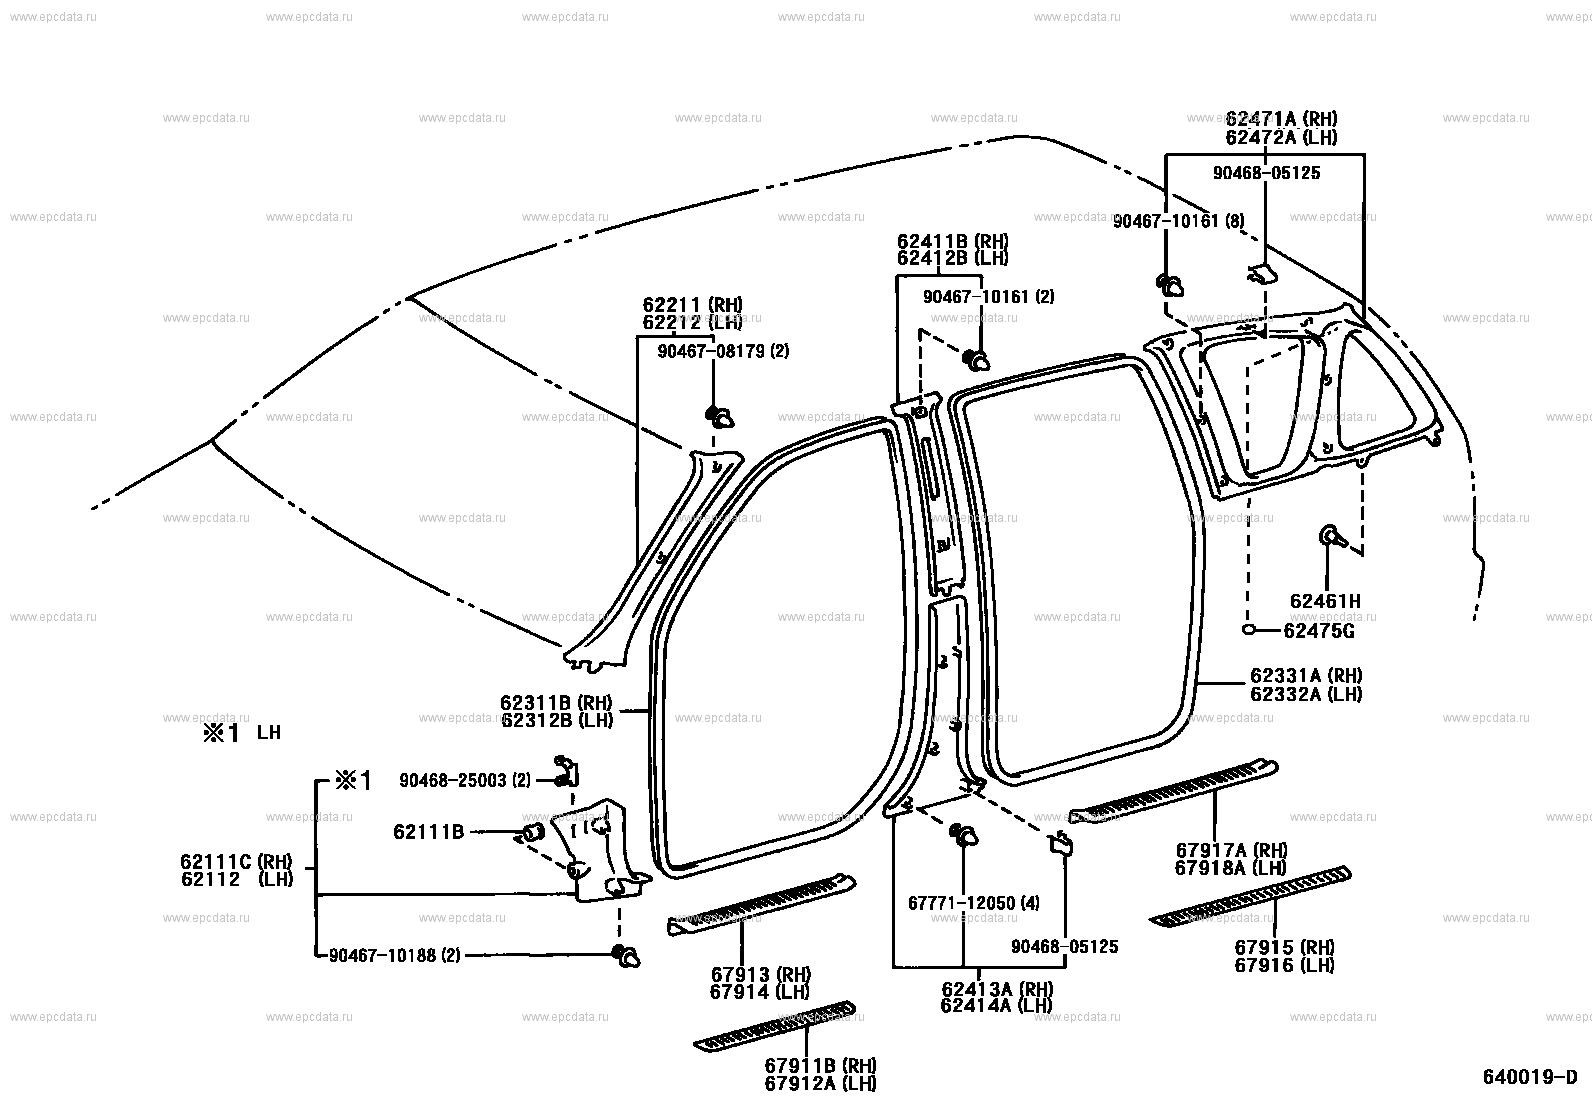 www.epcdata.ru
62471A (RH)
62472A (LH)
90468-05125
90467-10161 (8)
62411B (RH)
62412B (LH)
90467-10161 (2)
62211 (RH)
62212 (LH)
90467-08179 (2)
62461H
62475G
62331A (RH)
62332A (LH)
62311B (RH)
62312B (LH)
※1 LH
※1
90468-25003 (2)
62111B
62111C (RH)
62112 (LH)
90467-10188 (2)
67917A (RH)
67918A (LH)
67771-12050 (4)
90468-05125
67915 (RH)
67916 (LH)
67913 (RH)
67914 (LH)
62413A (RH)
62414A (LH)
67911B (RH)
67912A (LH)
640019-D